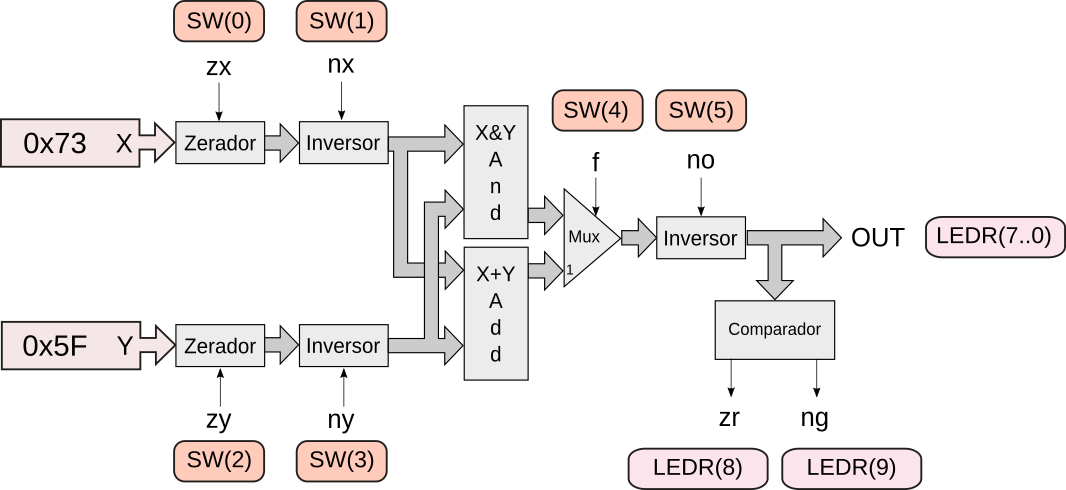 SW(0)
SW(1)
zx
nx
0x73 X
Zerador
Inversor
X&Y
A
n
d
SW(4)
SW(5)
f
no
Mux
1
Inversor
OUT
LEDR(7..0)
X+Y
A
d
d
0x5F Y
Zerador
Inversor
zy
ny
SW(2)
SW(3)
Comparador
zr
ng
LEDR(8)
LEDR(9)